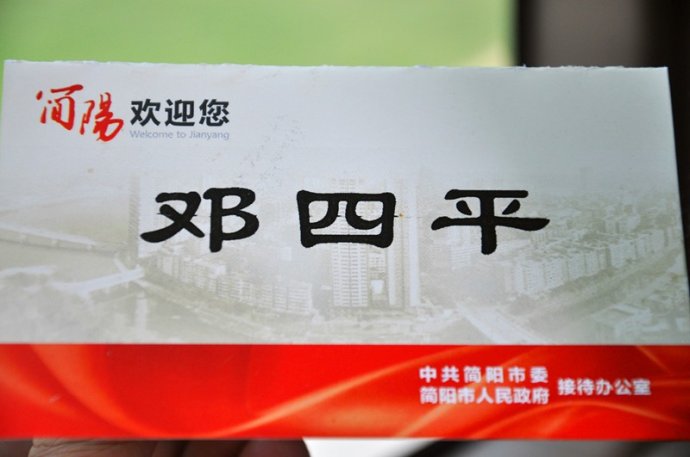 简陽 欢迎您
Welcome to Jianyang
邓四平
中共简阳市委
简阳市人民政府 接待办公室